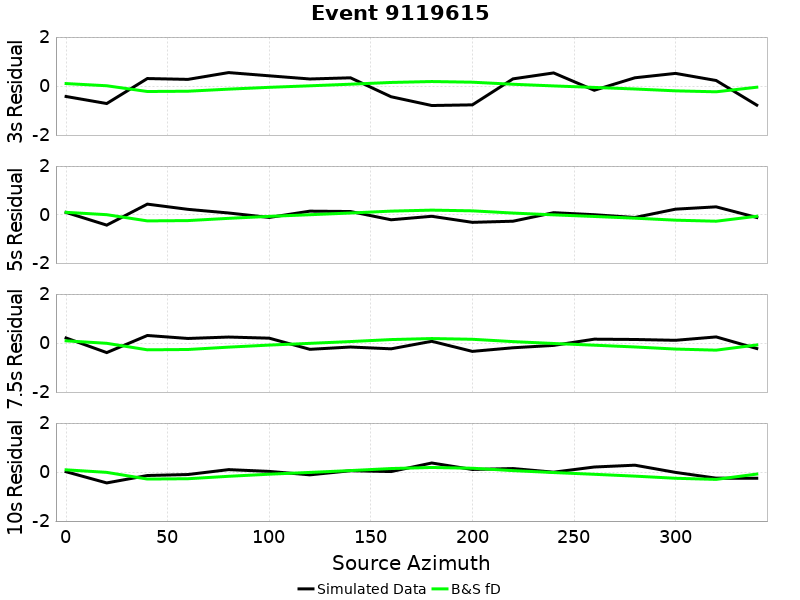 Event 9119615
3s Residual
2
0
-2
5s Residual
2
0
-2
7.5s Residual
2
0
-2
10s Residual
2
0
-2
0 50 100 150 200 250 300
Source Azimuth
Simulated Data B&S fD